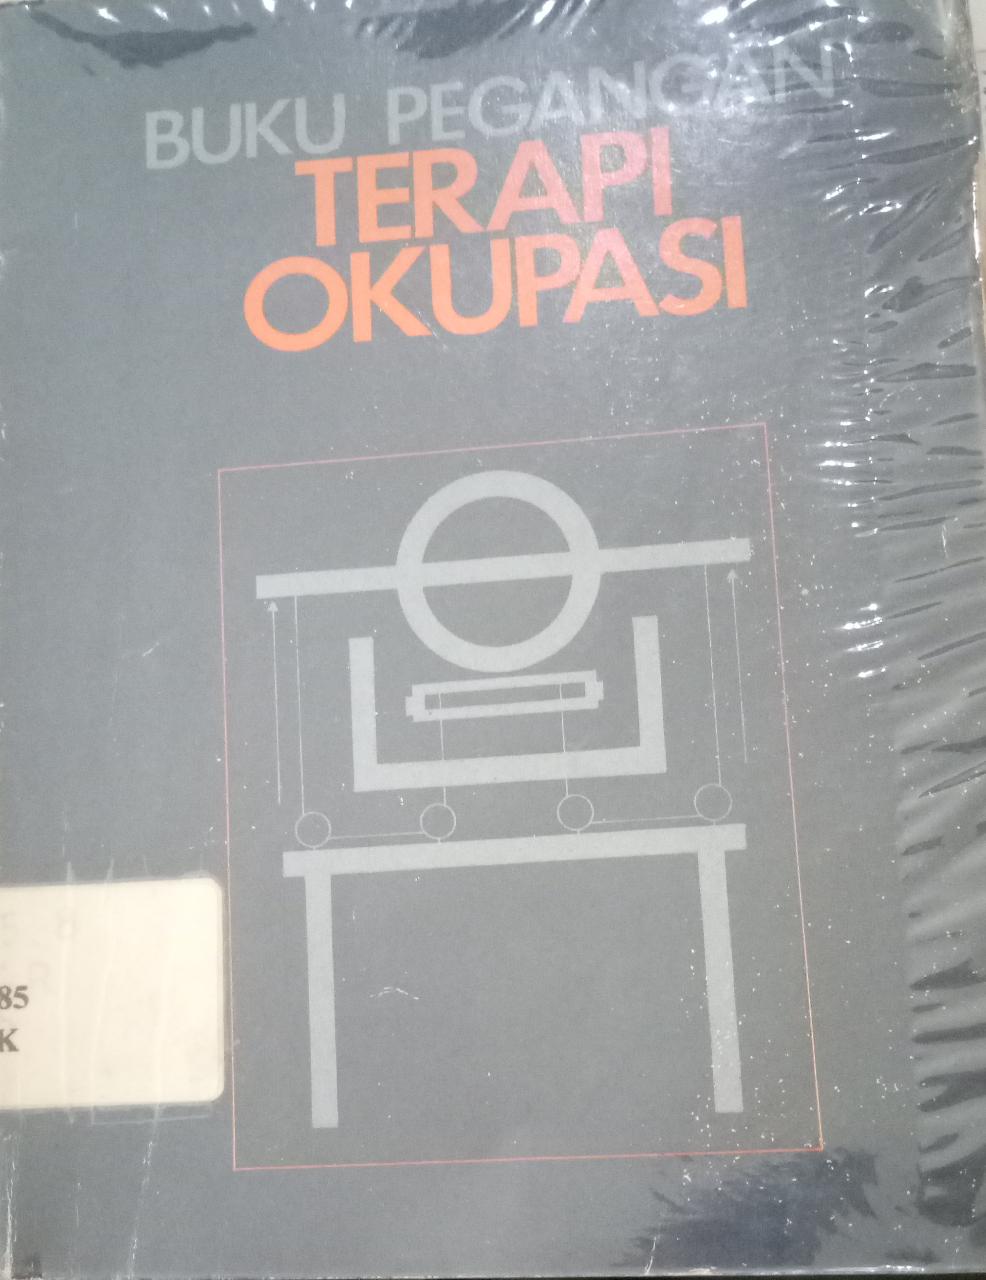 BUKU PEGANGAN
TERAPI
OKUPASI
85
K